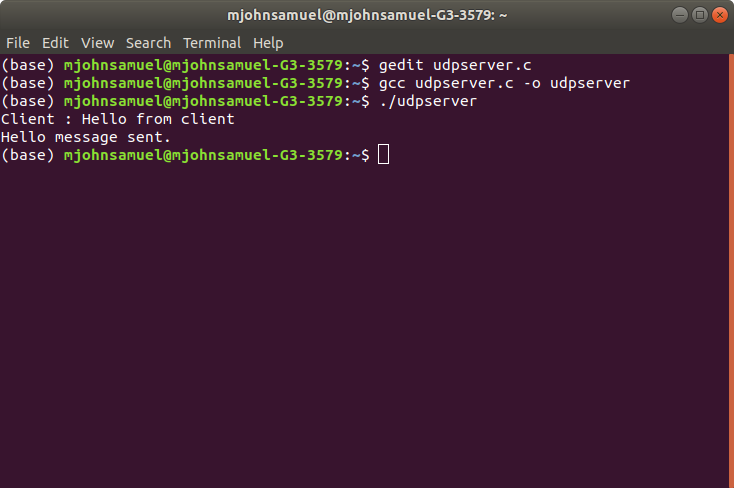 mjohnsamuel@mjohnsamuel-G3-3579: ~
File Edit View Search Terminal Help
(base) mjohnsamuel@mjohnsamuel-G3-3579:~$ gedit udpserver.c
(base) mjohnsamuel@mjohnsamuel-G3-3579:~$ gcc udpserver.c -o udpserver
(base) mjohnsamuel@mjohnsamuel-G3-3579:~$ ./udpserver
Client : Hello from client
Hello message sent.
(base) mjohnsamuel@mjohnsamuel-G3-3579:~$